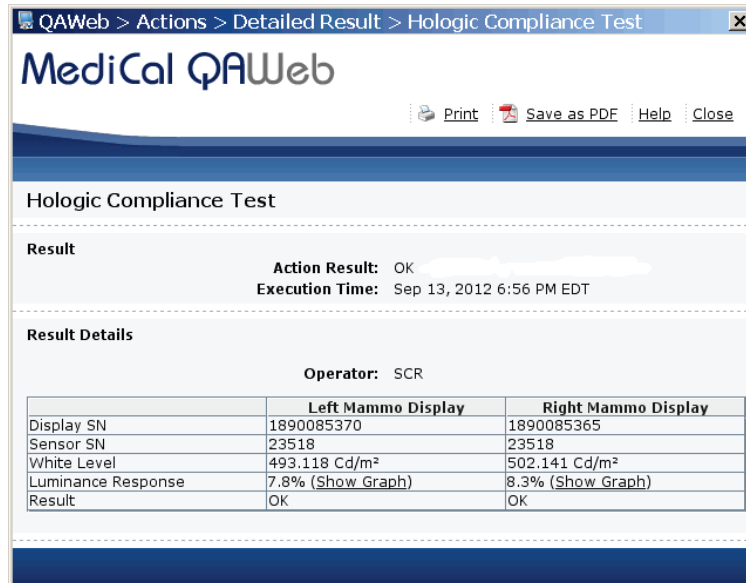 QAWeb > Actions > Detailed Result > Hologic Compliance Test
MediCal QAWeb
Print Save as PDF Help Close
Hologic Compliance Test
Result
Action Result: OK
Execution Time: Sep 13, 2012 6:56 PM EDT
Result Details
Operator: SCR
Left Mammo Display Right Mammo Display
Display SN 1890085370 1890085365
Sensor SN 23518 23518
White Level 493.118 Cd/m² 502.141 Cd/m²
Luminance Response 7.8% (Show Graph) 8.3% (Show Graph)
Result OK OK